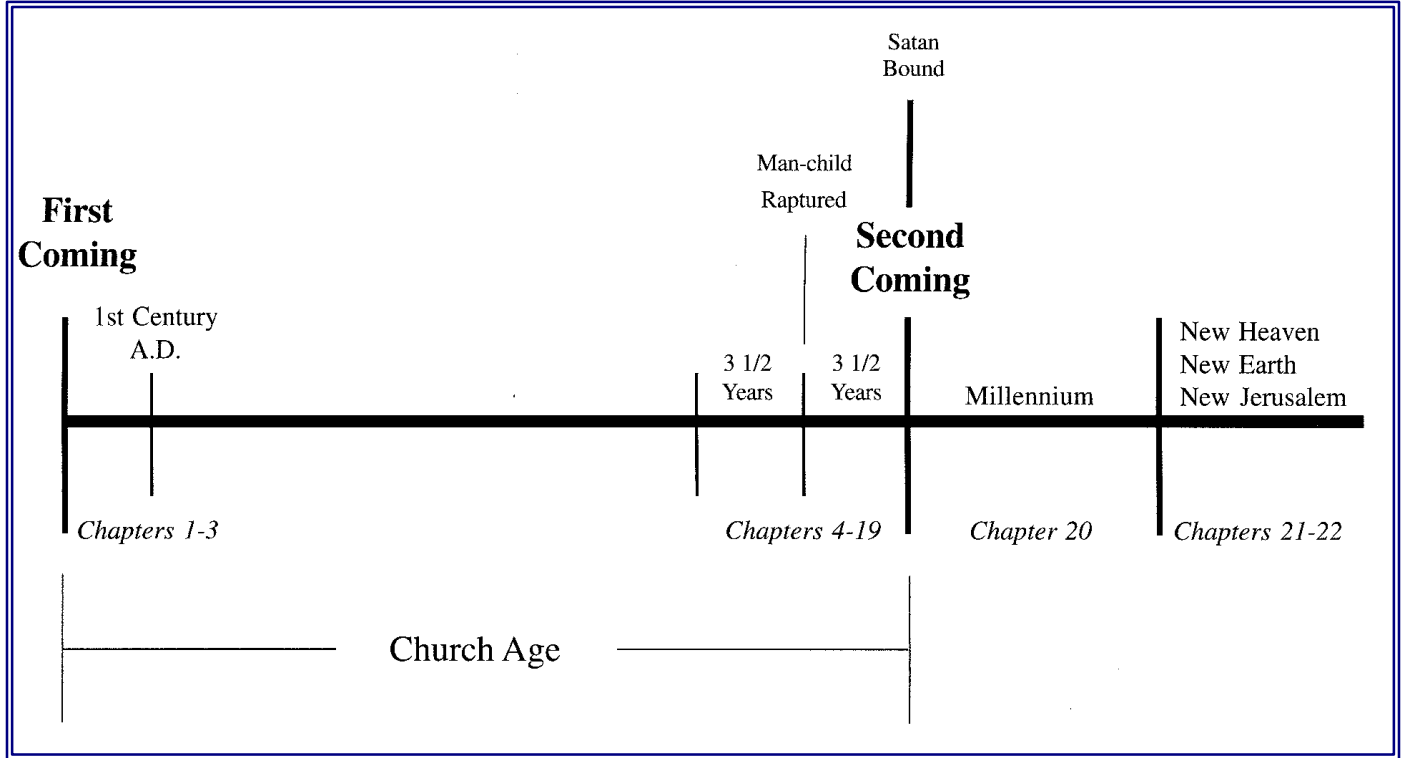 Satan
Bound
Man-child
Raptured
First
Coming
Second
Coming
1st Century
A.D.
3 1/2
Years
3 1/2
Years
Millennium
New Heaven
New Earth
New Jerusalem
Chapters 1-3
Chapters 4-19
Chapter 20
Chapters 21-22
Church Age